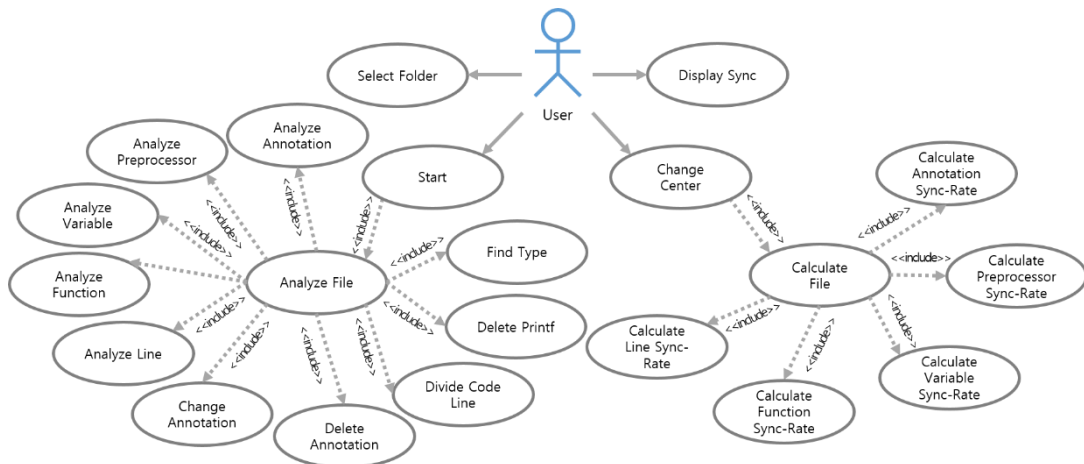 Select Folder
Display Sync
User
Analyze
Preprocessor
Analyze
Annotation
Start
Change
Center
Calculate
Annotation
Sync-Rate
Analyze
Variable
<<include>>
<<include>>
<<include>>
<<include>>
<<include>>
<<include>>
<<include>>
Find Type
Analyze
Function
Analyze File
Calculate
File
<<include>>
Calculate
Preprocessor
Sync-Rate
Analyze Line
<<include>>
<<include>>
<<include>>
<<include>>
<<include>>
Delete Printf
Calculate
Line Sync-
Rate
<<include>>
<<include>>
<<include>>
Change
Annotation
Delete
Annotation
Divide Code
Line
Calculate
Function
Sync-Rate
Calculate
Variable
Sync-Rate